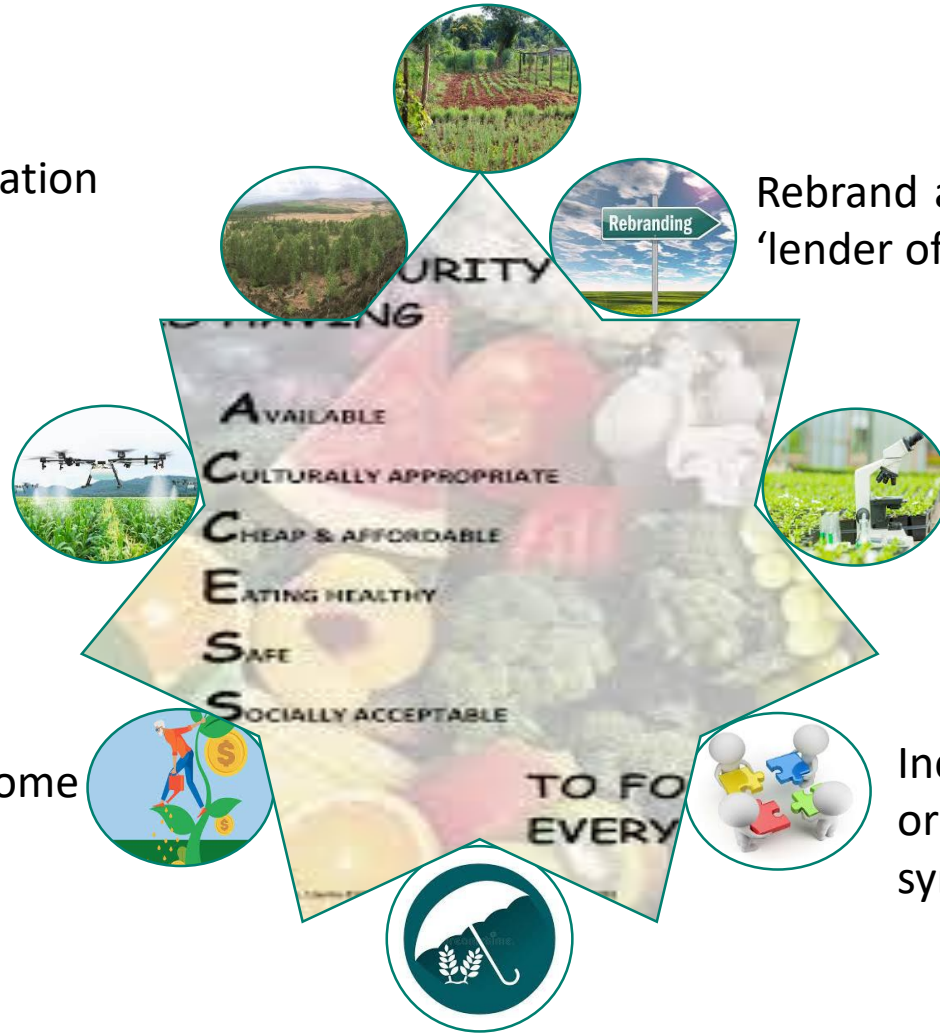 ation
Rebrand a
‘lender of
Rebranding
URITY
HAVING
AVAILABLE
CULTURALLY APPROPRIATE
CHEAP & AFFORDABLE
EATING HEALTHY
SAFE
SOCIALLY ACCEPTABLE
ome
TO FO
EVERY
Inc
or
syn